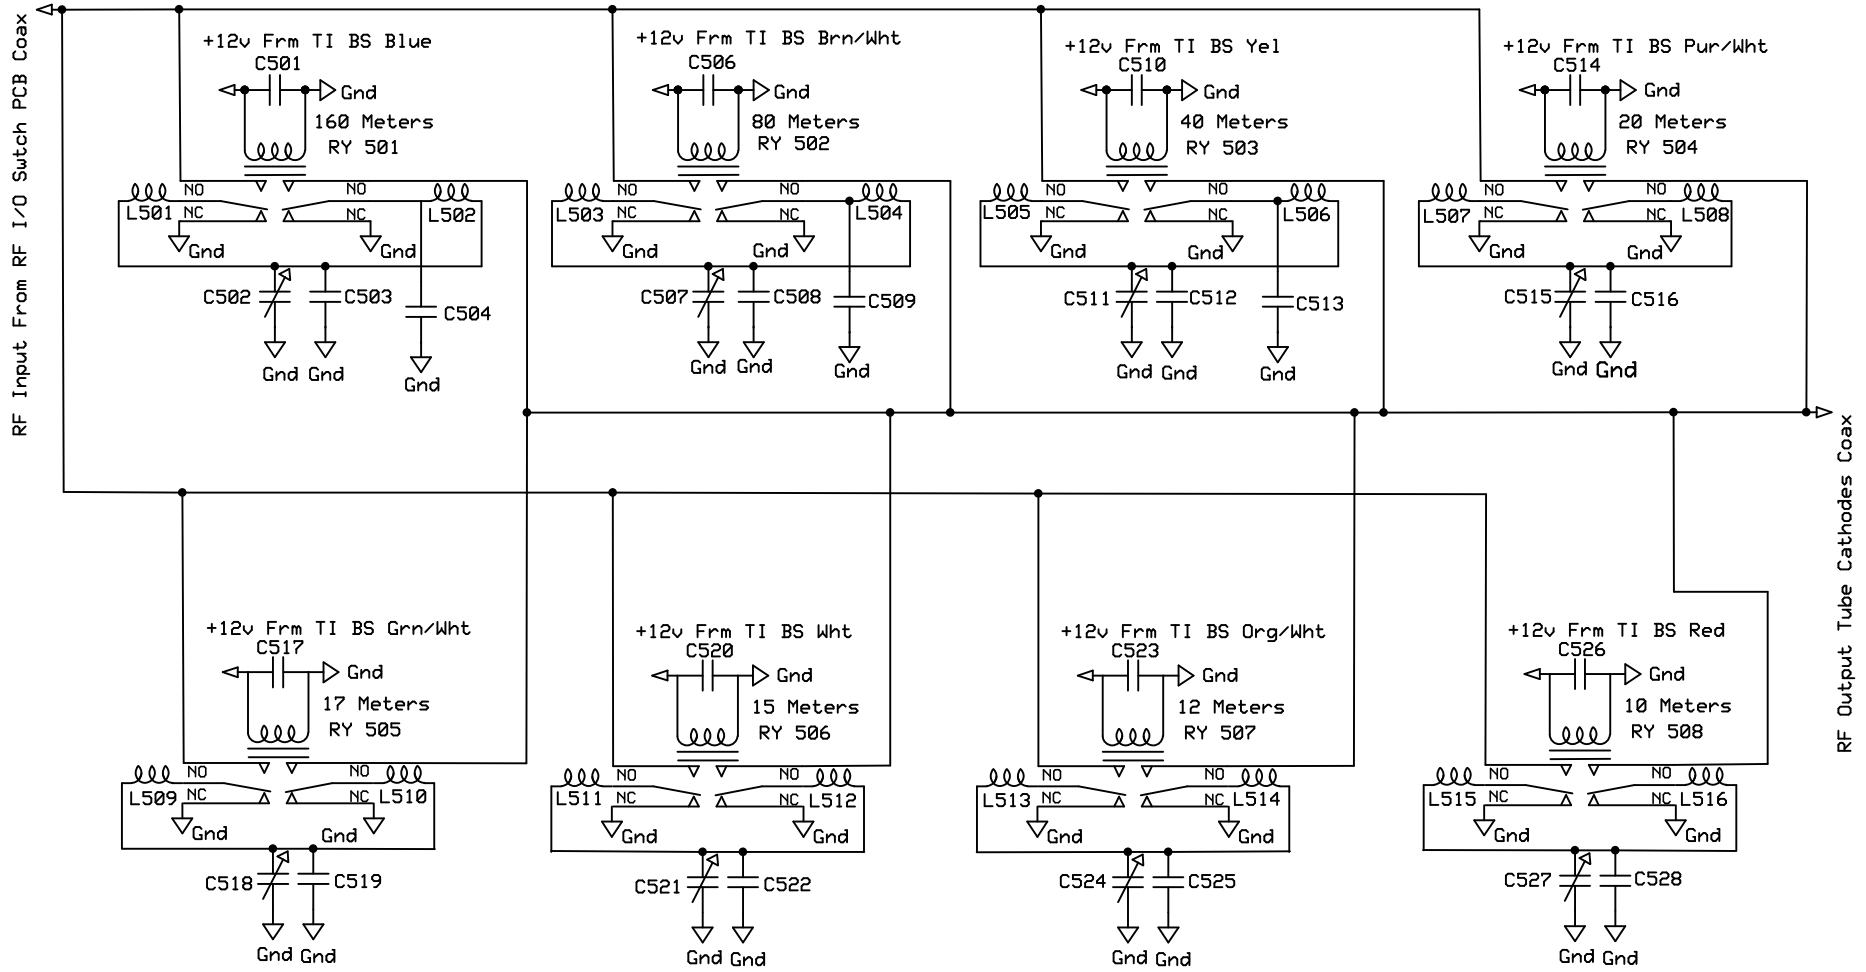 RF Input From RF I/O Swtch PCB Coax
+12v Frm TI BS Blue
C501
Gnd
160 Meters
RY 501
NO
NO
L501
NC
NC
L502
Gnd
Gnd
C502
C503
C504
Gnd
Gnd
Gnd
+12v Frm TI BS Brn/Wht
C506
Gnd
80 Meters
RY 502
NO
NO
L503
NC
NC
L504
Gnd
Gnd
C507
C508
C509
Gnd
Gnd
Gnd
+12v Frm TI BS Yel
C510
Gnd
40 Meters
RY 503
NO
NO
L505
NC
NC
L506
Gnd
Gnd
C511
C512
C513
Gnd
Gnd
Gnd
+12v Frm TI BS Pur/Wht
C514
Gnd
20 Meters
RY 504
NO
NO
L507
NC
NC
L508
Gnd
Gnd
C515
C516
Gnd
Gnd
RF Output Tube Cathodes Coax
+12v Frm TI BS Grn/Wht
C517
Gnd
17 Meters
RY 505
NO
NO
L509
NC
NC
L510
Gnd
Gnd
C518
C519
Gnd
Gnd
+12v Frm TI BS Wht
C520
Gnd
15 Meters
RY 506
NO
NO
L511
NC
NC
L512
Gnd
Gnd
C521
C522
Gnd
Gnd
+12v Frm TI BS Org/Wht
C523
Gnd
12 Meters
RY 507
NO
NO
L513
NC
NC
L514
Gnd
Gnd
C524
C525
Gnd
Gnd
+12v Frm TI BS Red
C526
Gnd
10 Meters
RY 508
NO
NO
L515
NC
NC
L516
Gnd
Gnd
C527
C528
Gnd
Gnd